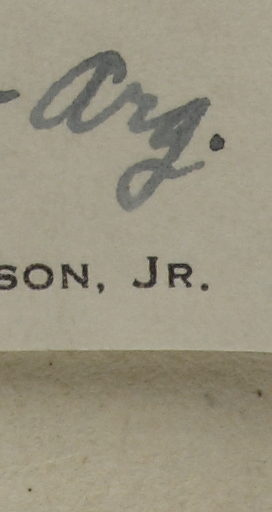 - Arg.
SON, JR.